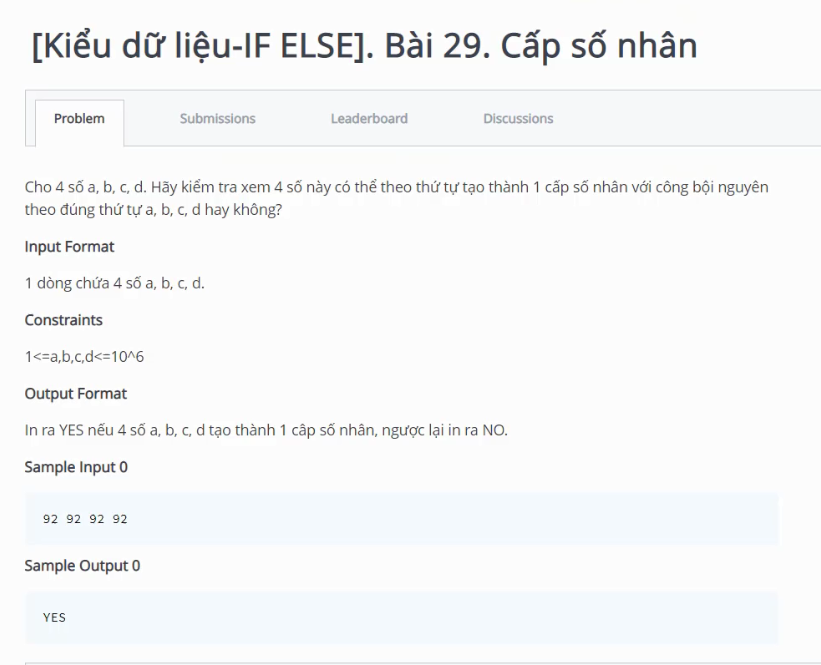 [Kiểu dữ liệu-IF ELSE]. Bài 29. Cấp số nhân
Problem Submissions Leaderboard Discussions
Cho 4 số a, b, c, d. Hãy kiểm tra xem 4 số này có thể theo thứ tự tạo thành 1 cấp số nhân với công bội nguyên
theo đúng thứ tự a, b, c, d hay không?
Input Format
1 dòng chứa 4 số a, b, c, d.
Constraints
1<=a,b,c,d<=10^6
Output Format
In ra YES nếu 4 số a, b, c, d tạo thành 1 câp số nhân, ngược lại in ra NO.
Sample Input 0
92 92 92 92
Sample Output 0
YES